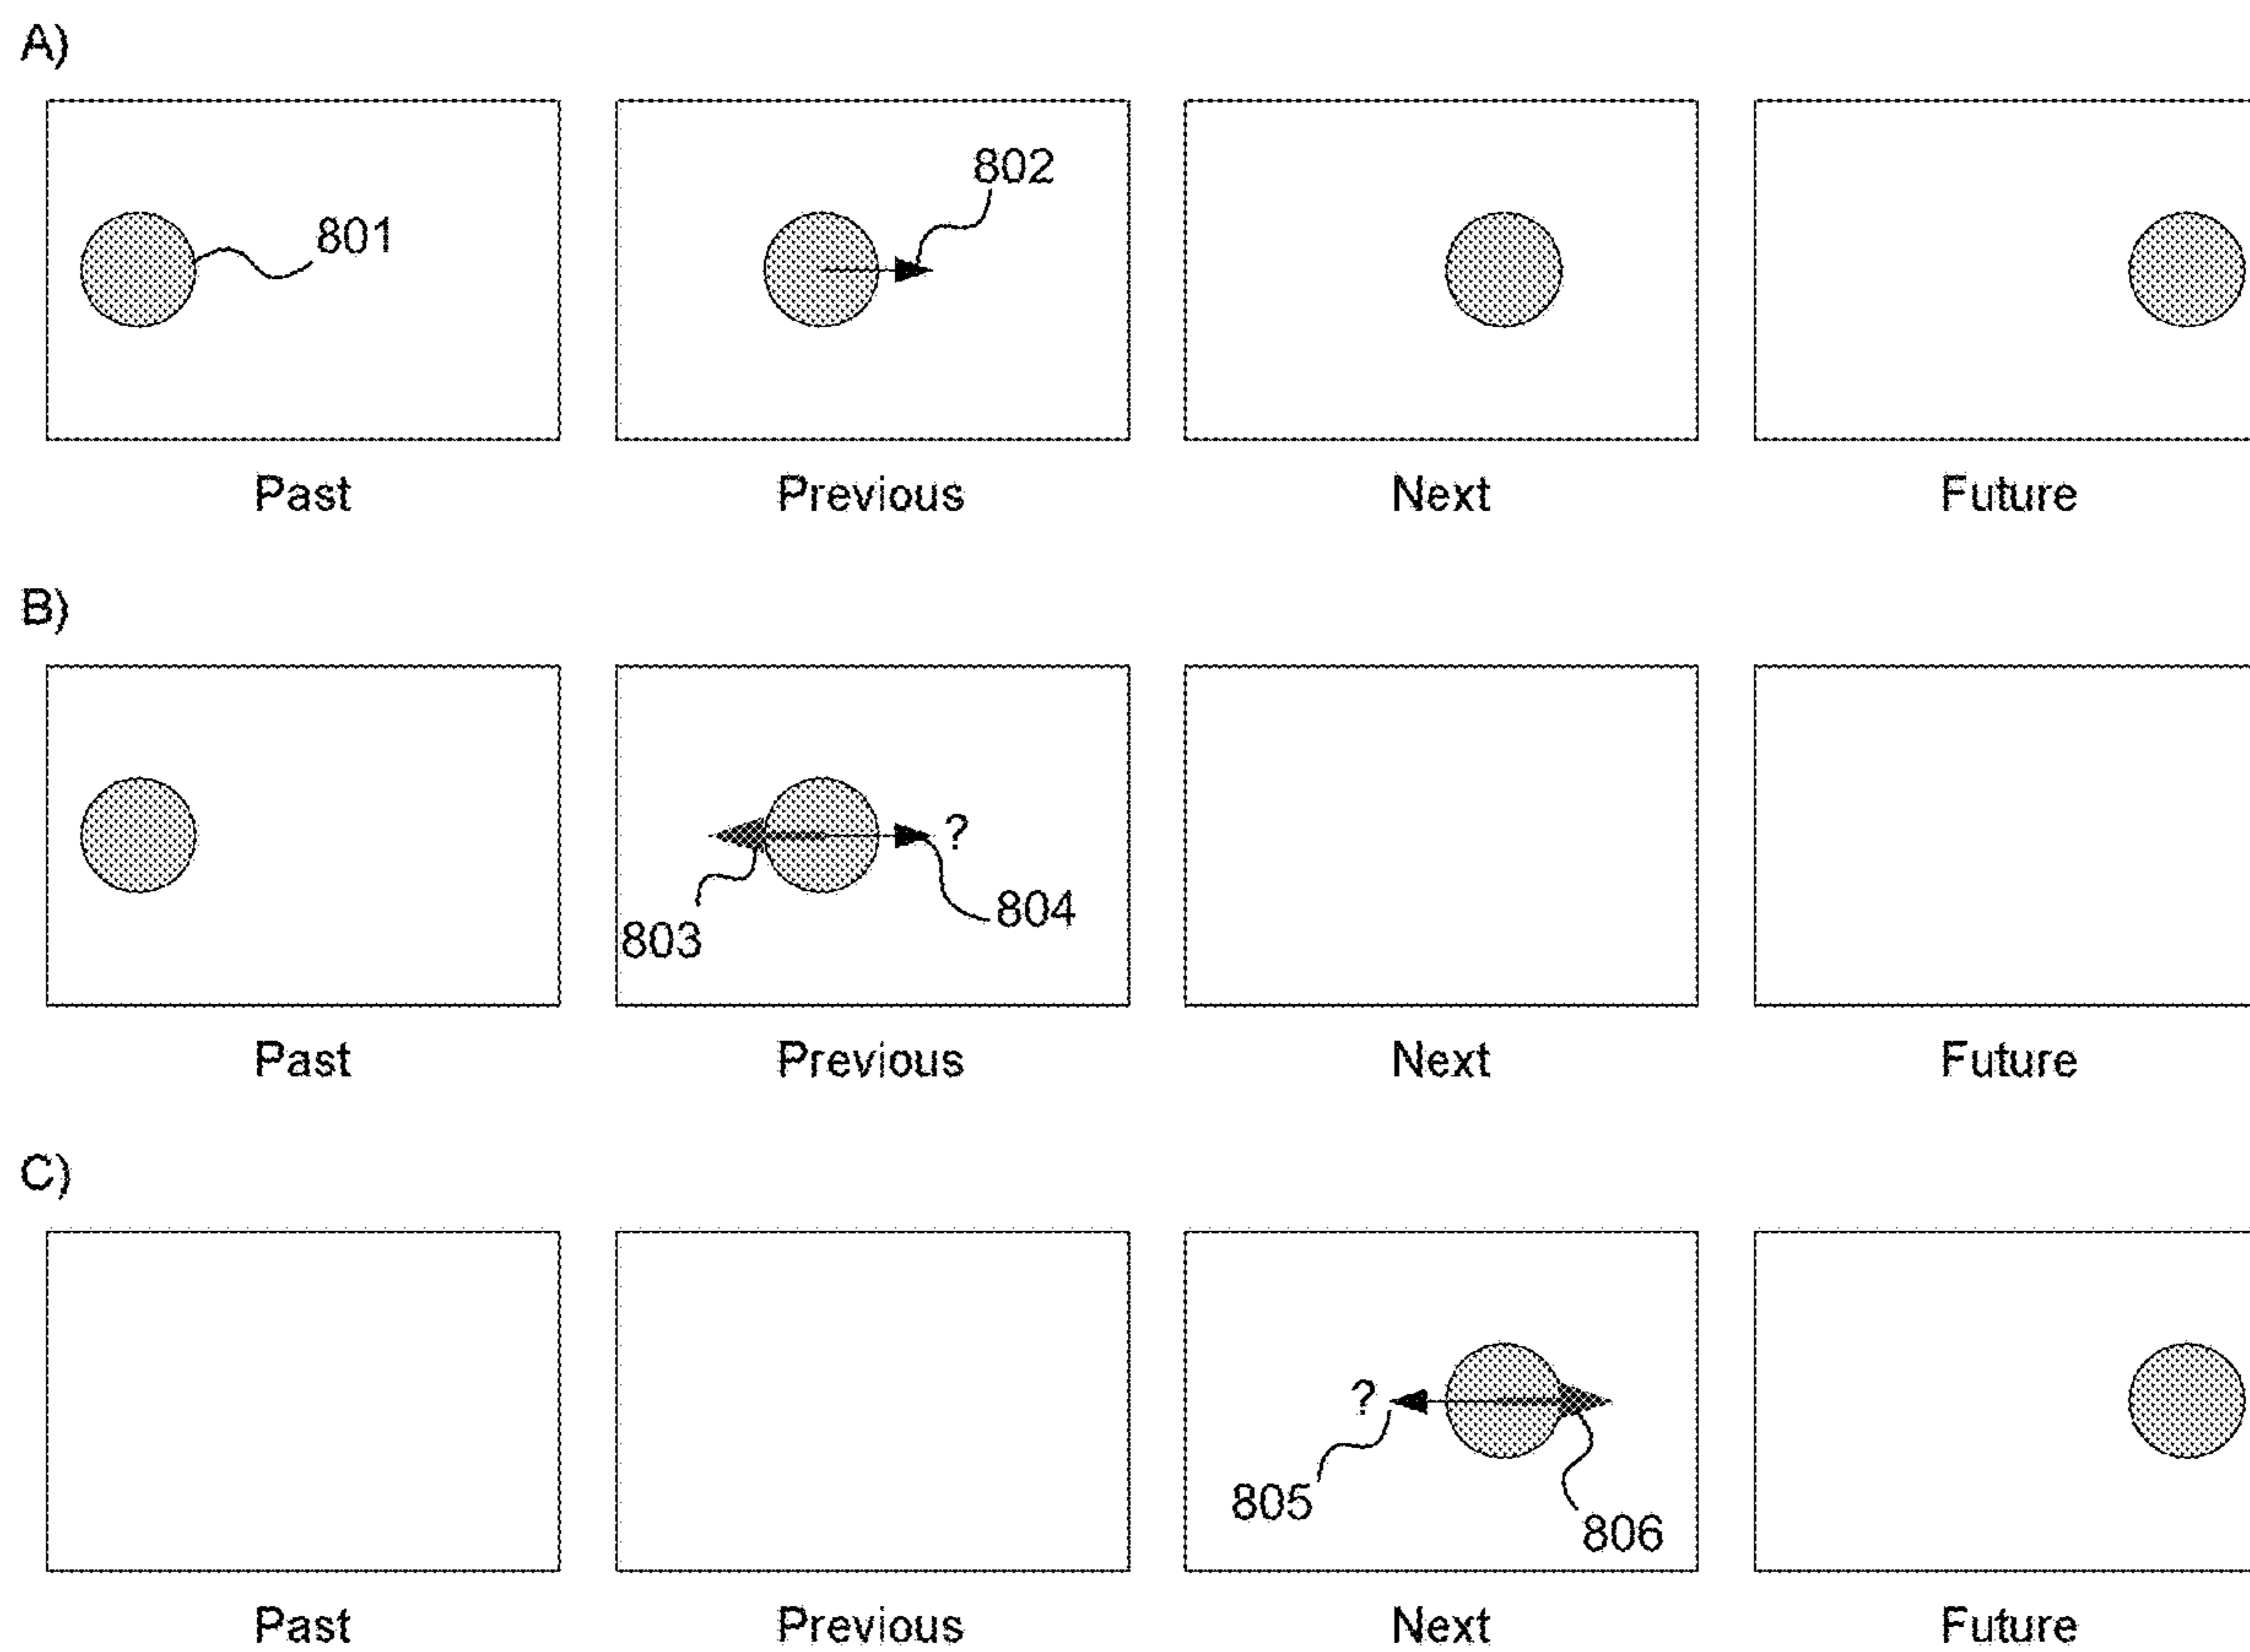 A)
802
801
Past Previous Next Future
B)
?
804
803
Past Previous Next Future
C)
?
805
806
Past Previous Next Future